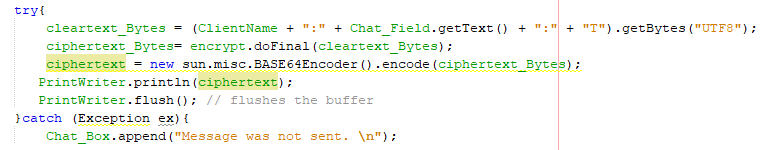 try{
cleartext_Bytes = (ClientName + ":" + Chat_Field.getText() + ":" + "T").getBytes("UTF8");
ciphertext_Bytes= encrypt.doFinal(cleartext_Bytes);
ciphertext = new sun.misc.BASE64Encoder().encode(ciphertext_Bytes);
PrintWriter.println(ciphertext);
PrintWriter.flush(); // flushes the buffer
}catch (Exception ex){
Chat_Box.append("Message was not sent. \n");